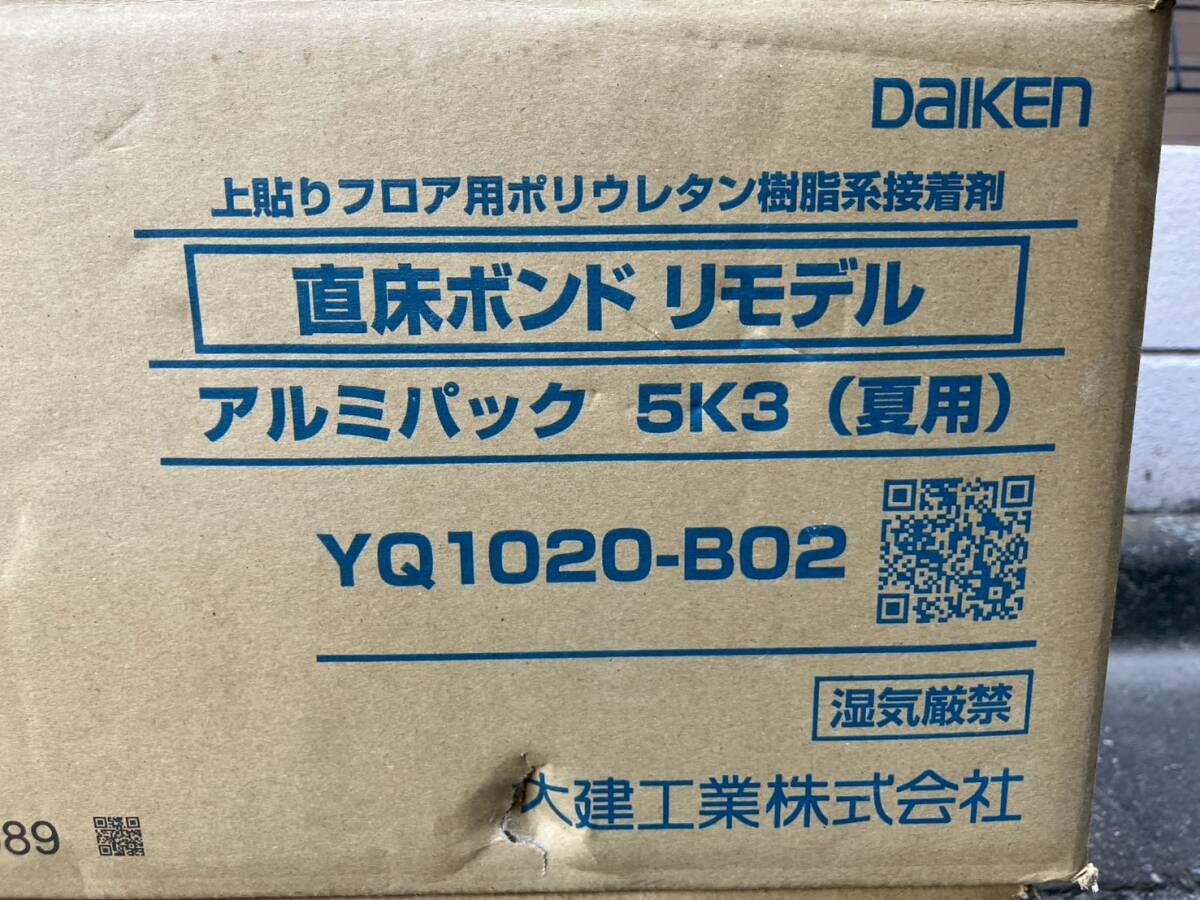 DAIKEN
上貼りフロア用ポリウレタン樹脂系接着剤
直床ボンド リモデル
アルミパック 5K3（夏用）
YQ1020-B02
湿気厳禁
大建工業株式会社
89